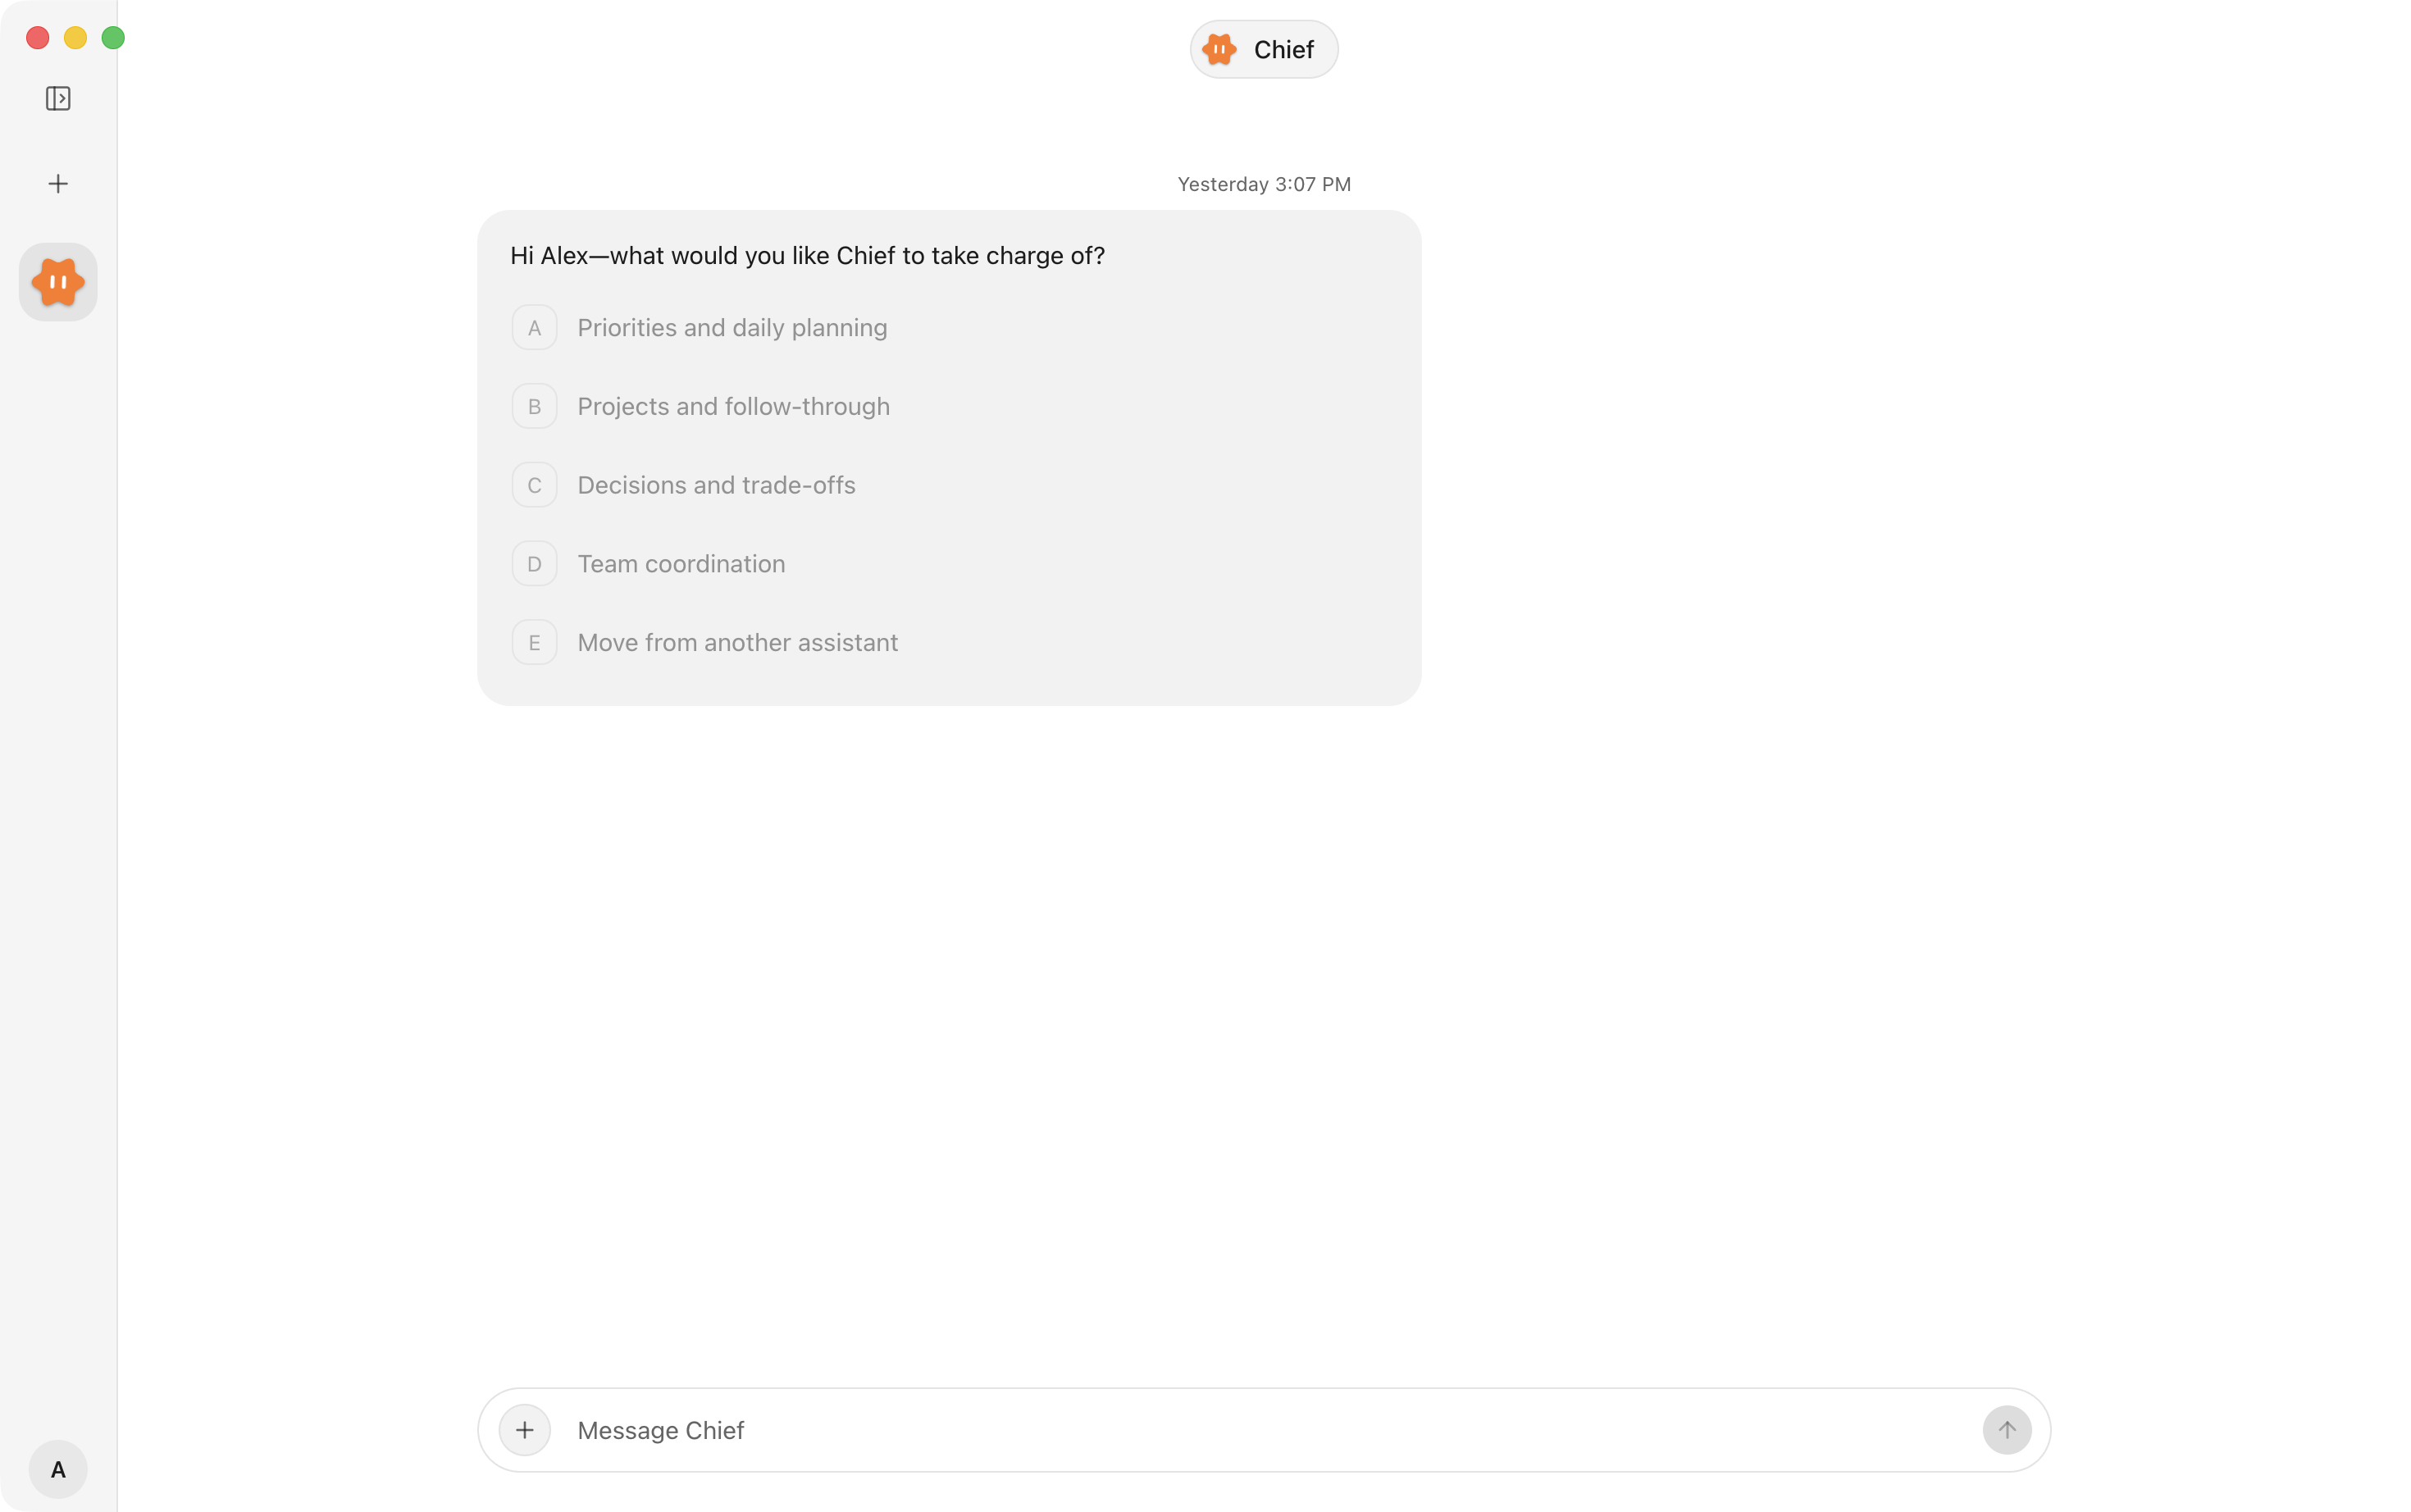 Chief
Yesterday 3:07 PM
Hi Alex—what would you like Chief to take charge of?
A Priorities and daily planning
B Projects and follow-through
C Decisions and trade-offs
D Team coordination
E Move from another assistant
Message Chief
A